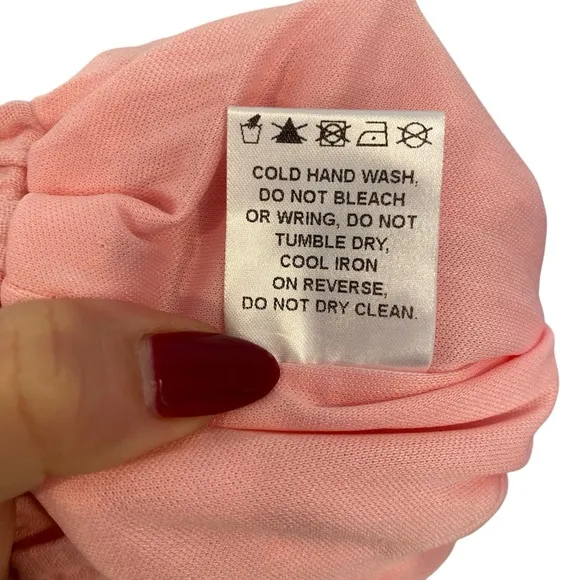 COLD HAND WASH,
DO NOT BLEACH
OR WRING, DO NOT
TUMBLE DRY,
COOL IRON
ON REVERSE,
DO NOT DRY CLEAN.